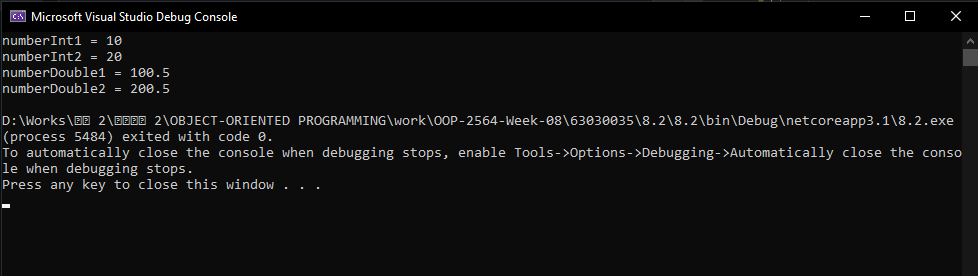 Microsoft Visual Studio Debug Console
numberInt1 = 10
numberInt2 = 20
numberDouble1 = 100.5
numberDouble2 = 200.5
D:\Works\ 2\ 2\OBJECT-ORIENTED PROGRAMMING\work\OOP-2564-Week-08\63030035\8.2\8.2\bin\Debug\netcoreapp3.1\8.2.exe
(process 5484) exited with code 0.
To automatically close the console when debugging stops, enable Tools->Options->Debugging->Automatically close the conso
le when debugging stops.
Press any key to close this window . . .